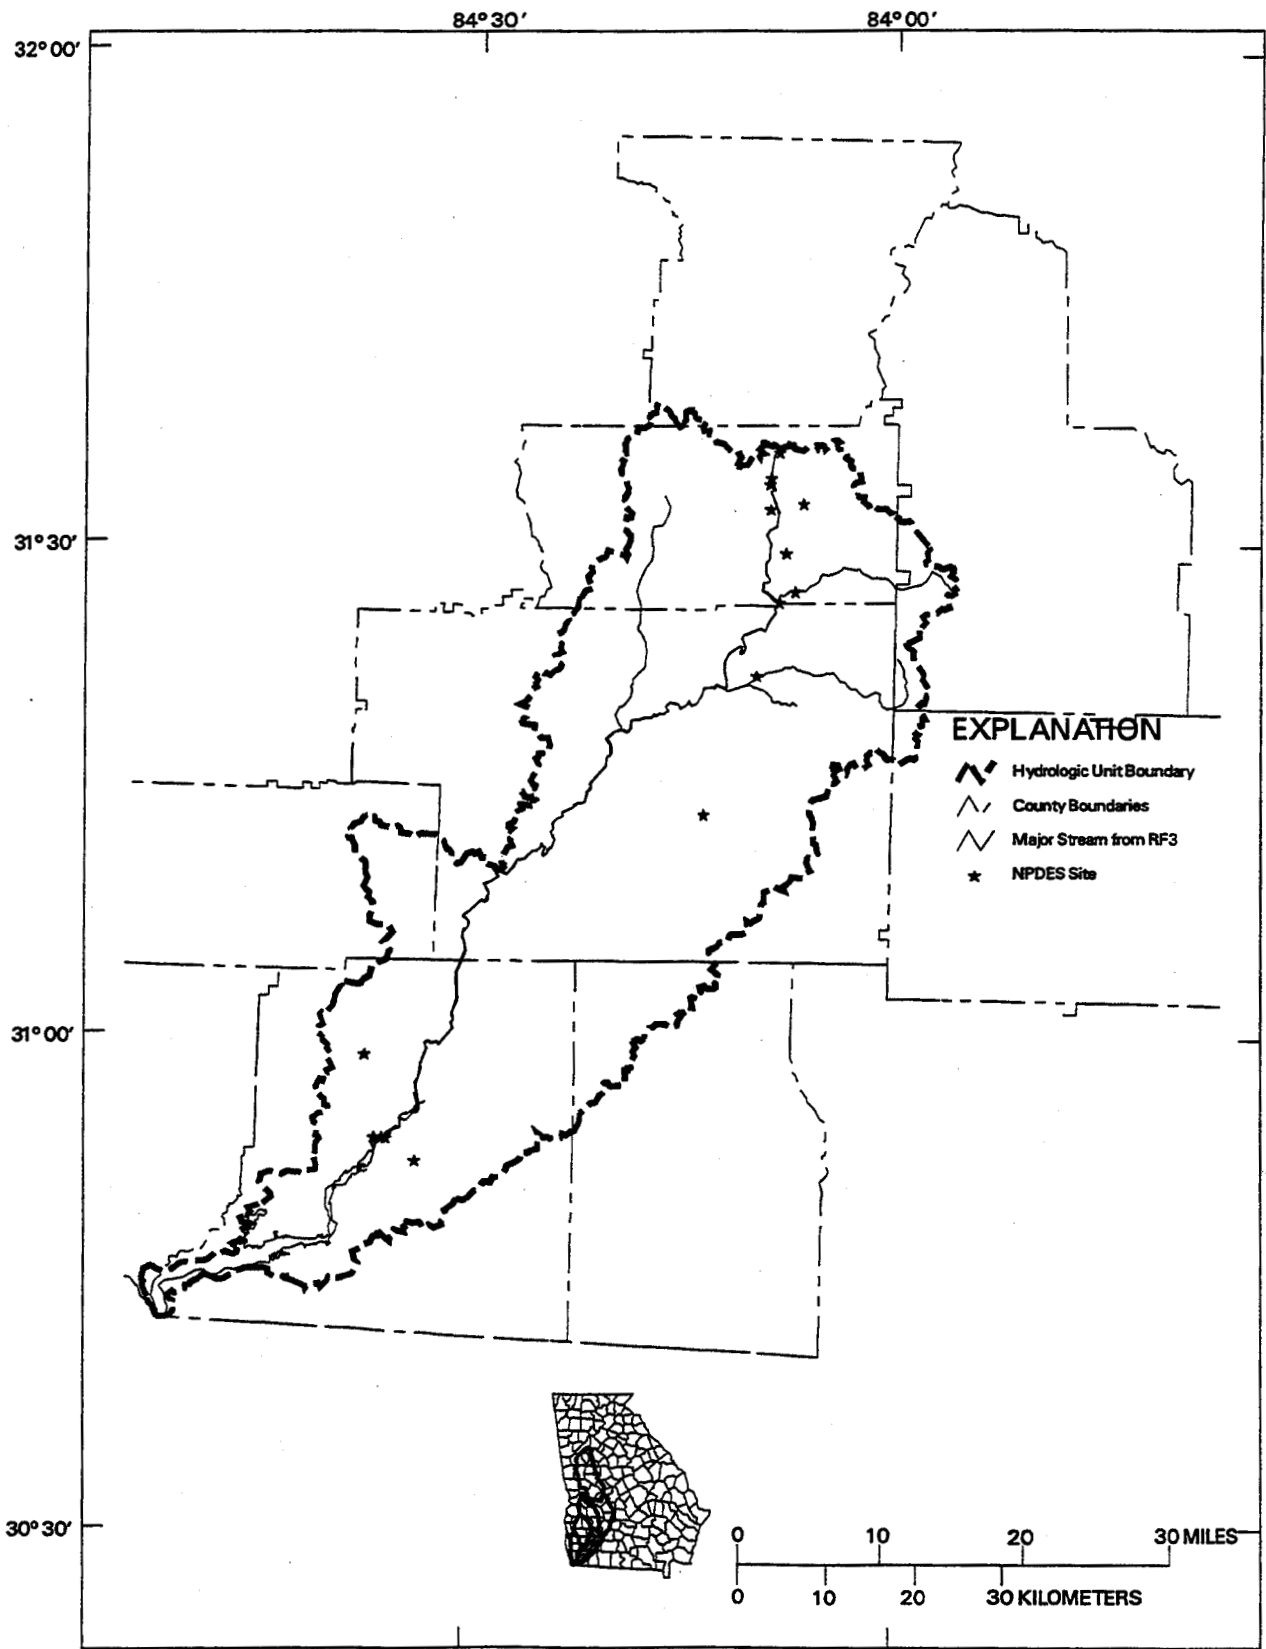 84°30′ 84°00′
32°00′
31°30′
EXPLANATION
Hydrologic Unit Boundary
County Boundaries
Major Stream from RF3
NPDES Site
31°00′
30°30′
0 10 20 30 MILES
0 10 20 30 KILOMETERS